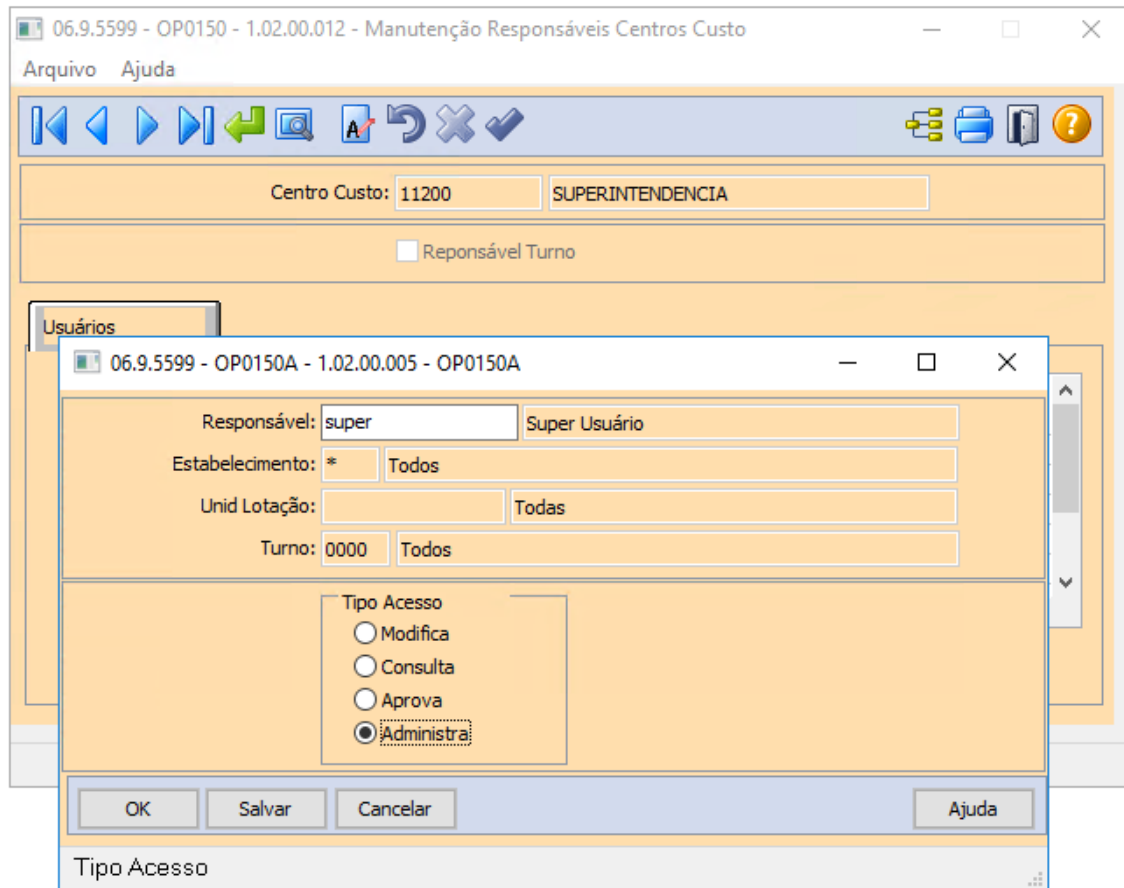 06.9.5599 - OP0150 - 1.02.00.012 - Manutenção Responsáveis Centros Custo
Arquivo Ajuda
Centro Custo: 11200 SUPERINTENDENCIA
Reponsável Turno
Usuários
06.9.5599 - OP0150A - 1.02.00.005 - OP0150A
Responsável: super Super Usuário
Estabelecimento: * Todos
Unid Lotação: Todas
Turno: 0000 Todos
Tipo Acesso
Modifica
Consulta
Aprova
Administra
OK Salvar Cancelar Ajuda
Tipo Acesso